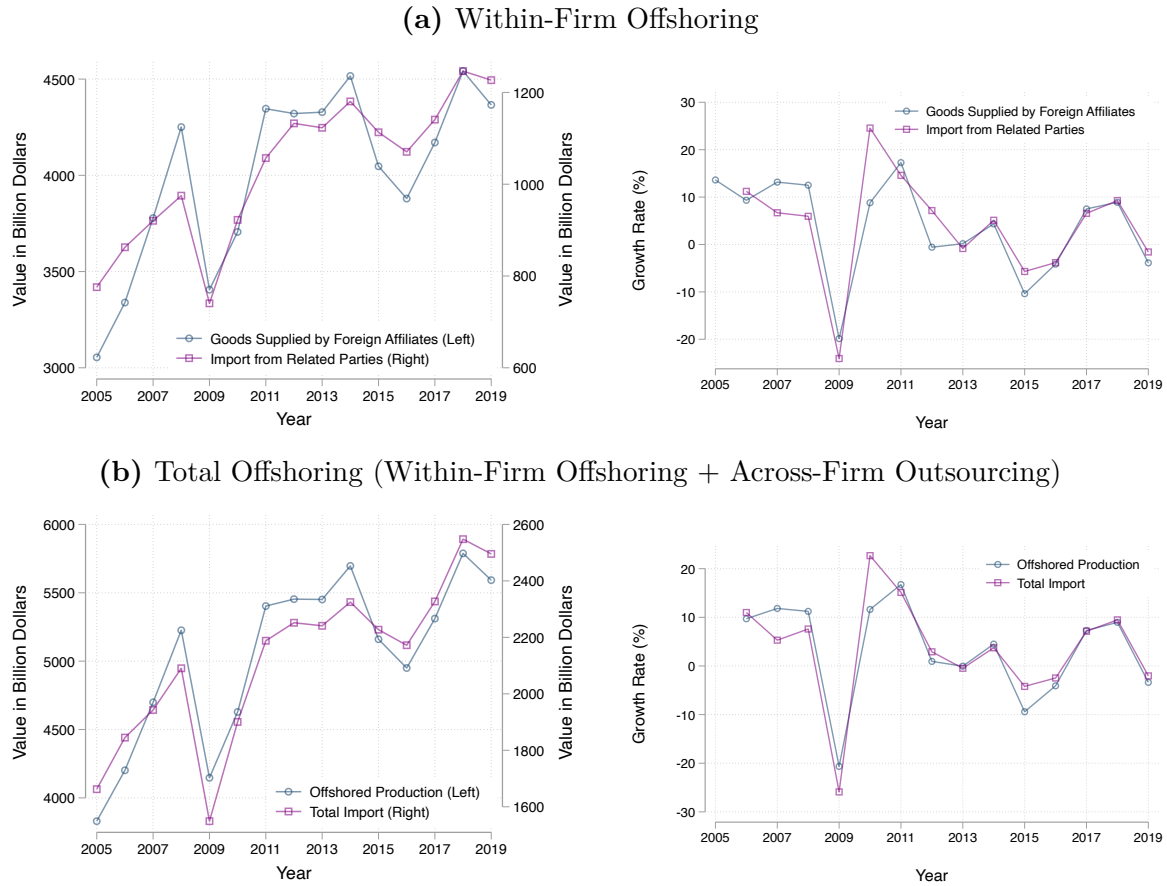 (a) Within-Firm Offshoring
Value in Billion Dollars
4500
4000
3500
3000
1200
1000
800
600
Value in Billion Dollars
Goods Supplied by Foreign Affiliates (Left)
Import from Related Parties (Right)
2005 2007 2009 2011 2013 2015 2017 2019
Year
Growth Rate (%)
30
20
10
0
-10
-20
Goods Supplied by Foreign Affiliates
Import from Related Parties
2005 2007 2009 2011 2013 2015 2017 2019
Year
(b) Total Offshoring (Within-Firm Offshoring + Across-Firm Outsourcing)
Value in Billion Dollars
6000
5500
5000
4500
4000
2600
2400
2200
2000
1800
1600
Value in Billion Dollars
Offshored Production (Left)
Total Import (Right)
2005 2007 2009 2011 2013 2015 2017 2019
Year
Growth Rate (%)
20
10
0
-10
-20
-30
Offshored Production
Total Import
2005 2007 2009 2011 2013 2015 2017 2019
Year